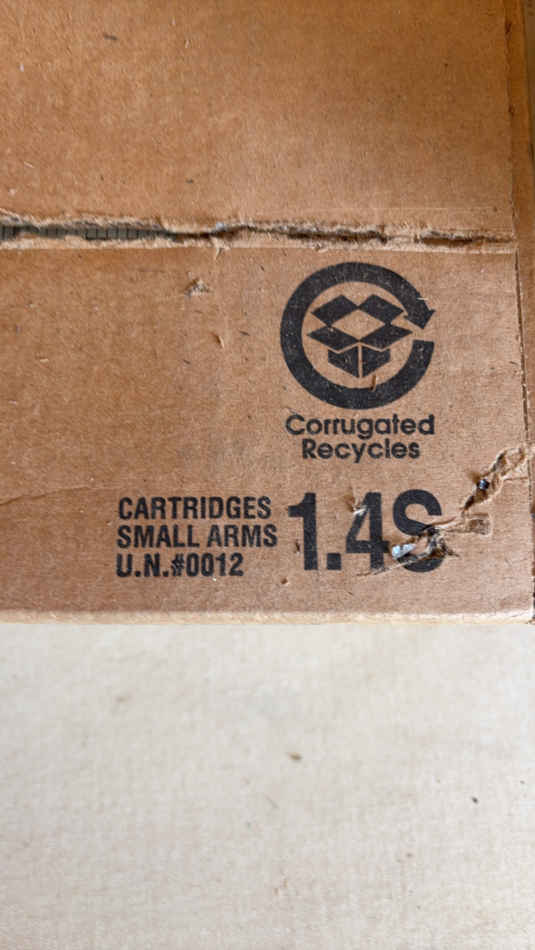 Corrugated
Recycles
CARTRIDGES
SMALL ARMS
U.N.#0012
1.4S